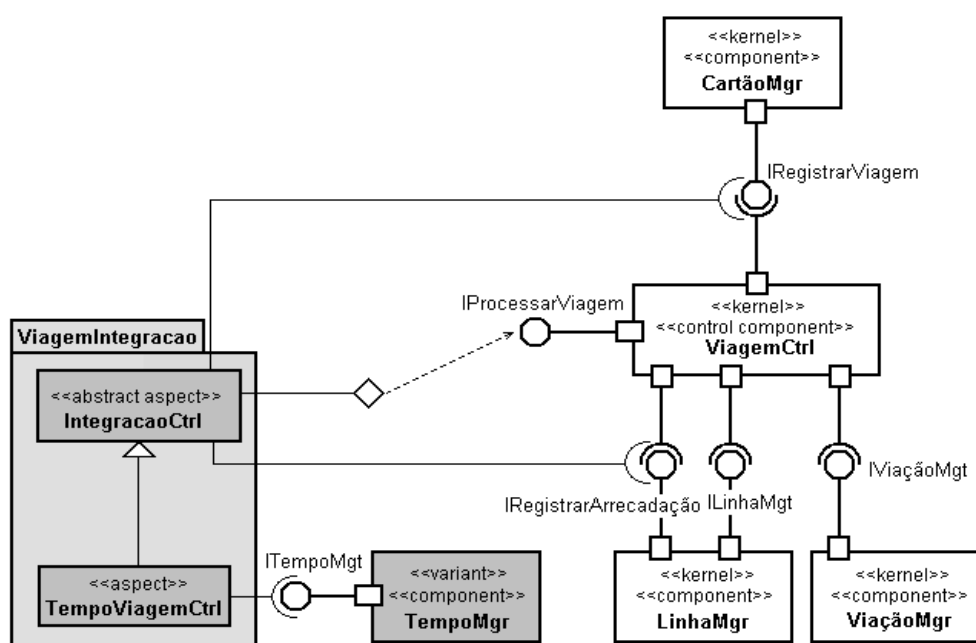 <<kernel>>
<<component>>
CartãoMgr
IRegistrarViagem
IProcessarViagem
<<kernel>>
<<control component>>
ViagemCtrl
ViagemIntegracao
<<abstract aspect>>
IntegracaoCtrl
IViaçãoMgt
IRegistrarArrecadação
ILinhaMgt
ITempoMgt
<<aspect>>
TempoViagemCtrl
<<variant>>
<<component>>
TempoMgr
<<kernel>>
<<component>>
LinhaMgr
<<kernel>>
<<component>>
ViaçãoMgr